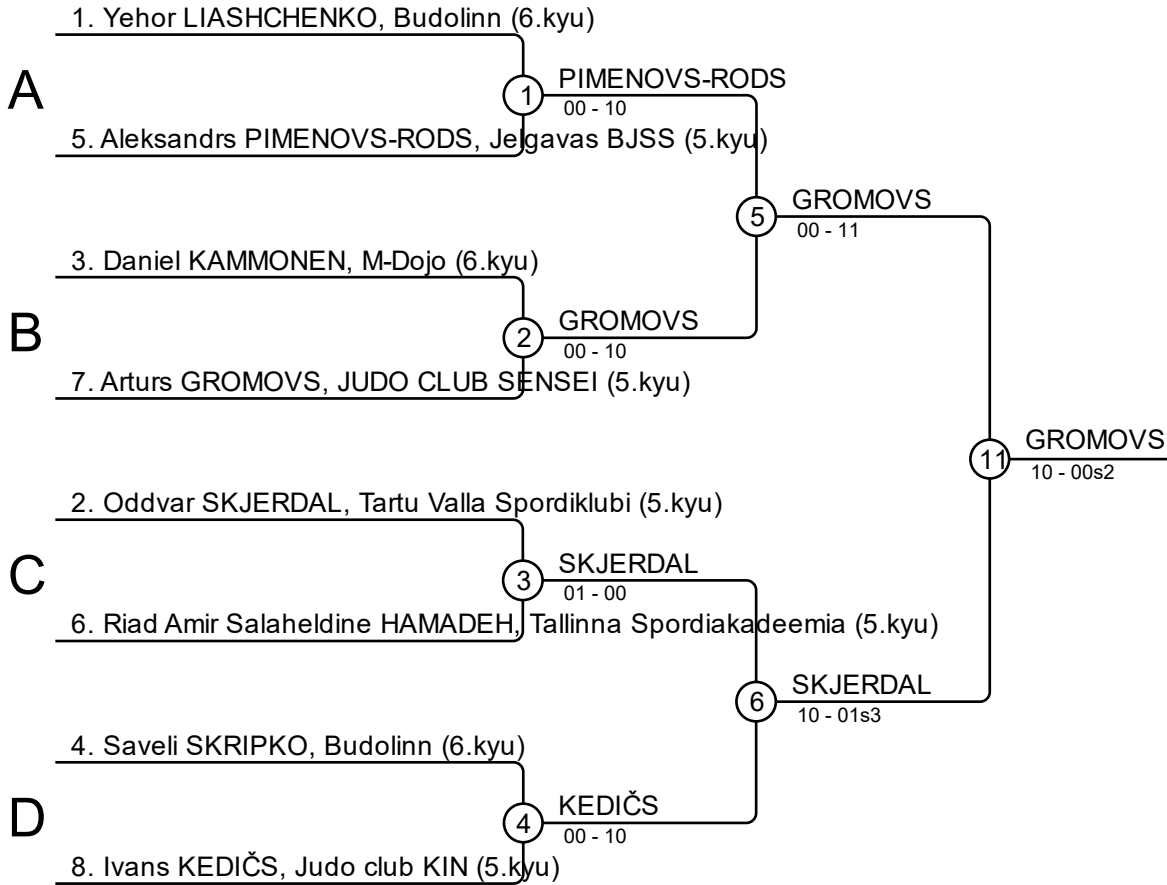 1. Yehor LIASHCHENKO, Budolinn (6.kyu)
A
1
PIMENOVS-RODS
00 - 10
5. Aleksandrs PIMENOVS-RODS, Jelgavas BJSS (5.kyu)
5
GROMOVS
00 - 11
3. Daniel KAMMONEN, M-Dojo (6.kyu)
B
2
GROMOVS
00 - 10
7. Arturs GROMOVS, JUDO CLUB SENSEI (5.kyu)
11
GROMOVS
10 - 00s2
2. Oddvar SKJERDAL, Tartu Valla Spordiklubi (5.kyu)
C
3
SKJERDAL
01 - 00
6. Riad Amir Salaheldine HAMADEH, Tallinna Spordiakadeemia (5.kyu)
6
SKJERDAL
10 - 01s3
4. Saveli SKRIPKO, Budolinn (6.kyu)
D
4
KEDIČS
00 - 10
8. Ivans KEDIČS, Judo club KIN (5.kyu)